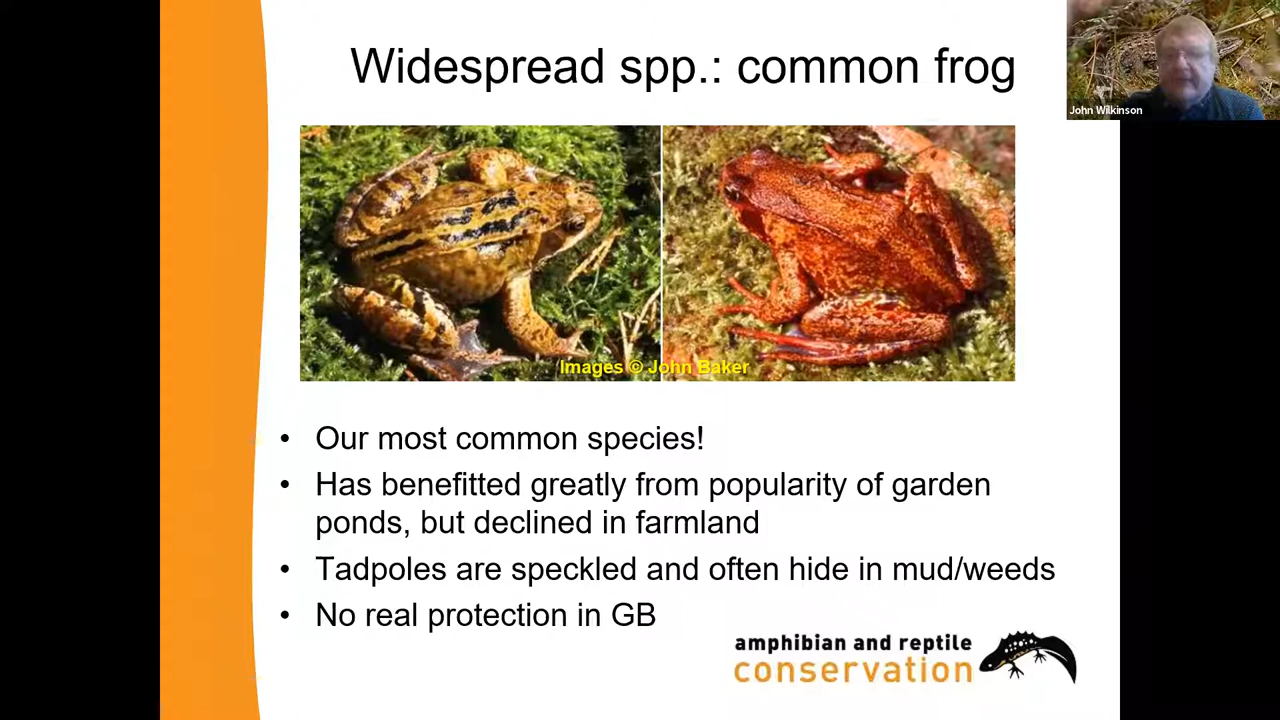 Widespread spp.: common frog
John Wilkinson
Images © John Baker
• Our most common species!
• Has benefitted greatly from popularity of garden
ponds, but declined in farmland
• Tadpoles are speckled and often hide in mud/weeds
• No real protection in GB
amphibian and reptile
conservation